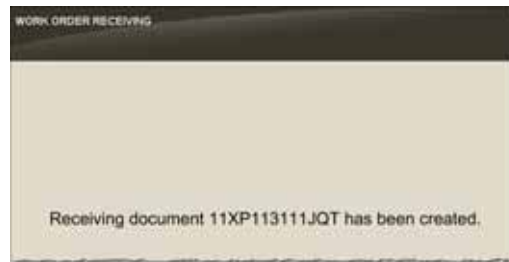 WORK ORDER RECEIVING
Receiving document 11XP113111JQT has been created.